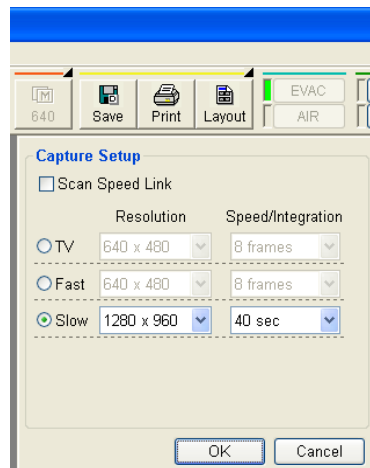 640 Save Print Layout EVAC
AIR
Capture Setup
Scan Speed Link
Resolution Speed/Integration
TV 640 x 480 8 frames
Fast 640 x 480 8 frames
Slow 1280 x 960 40 sec
OK Cancel